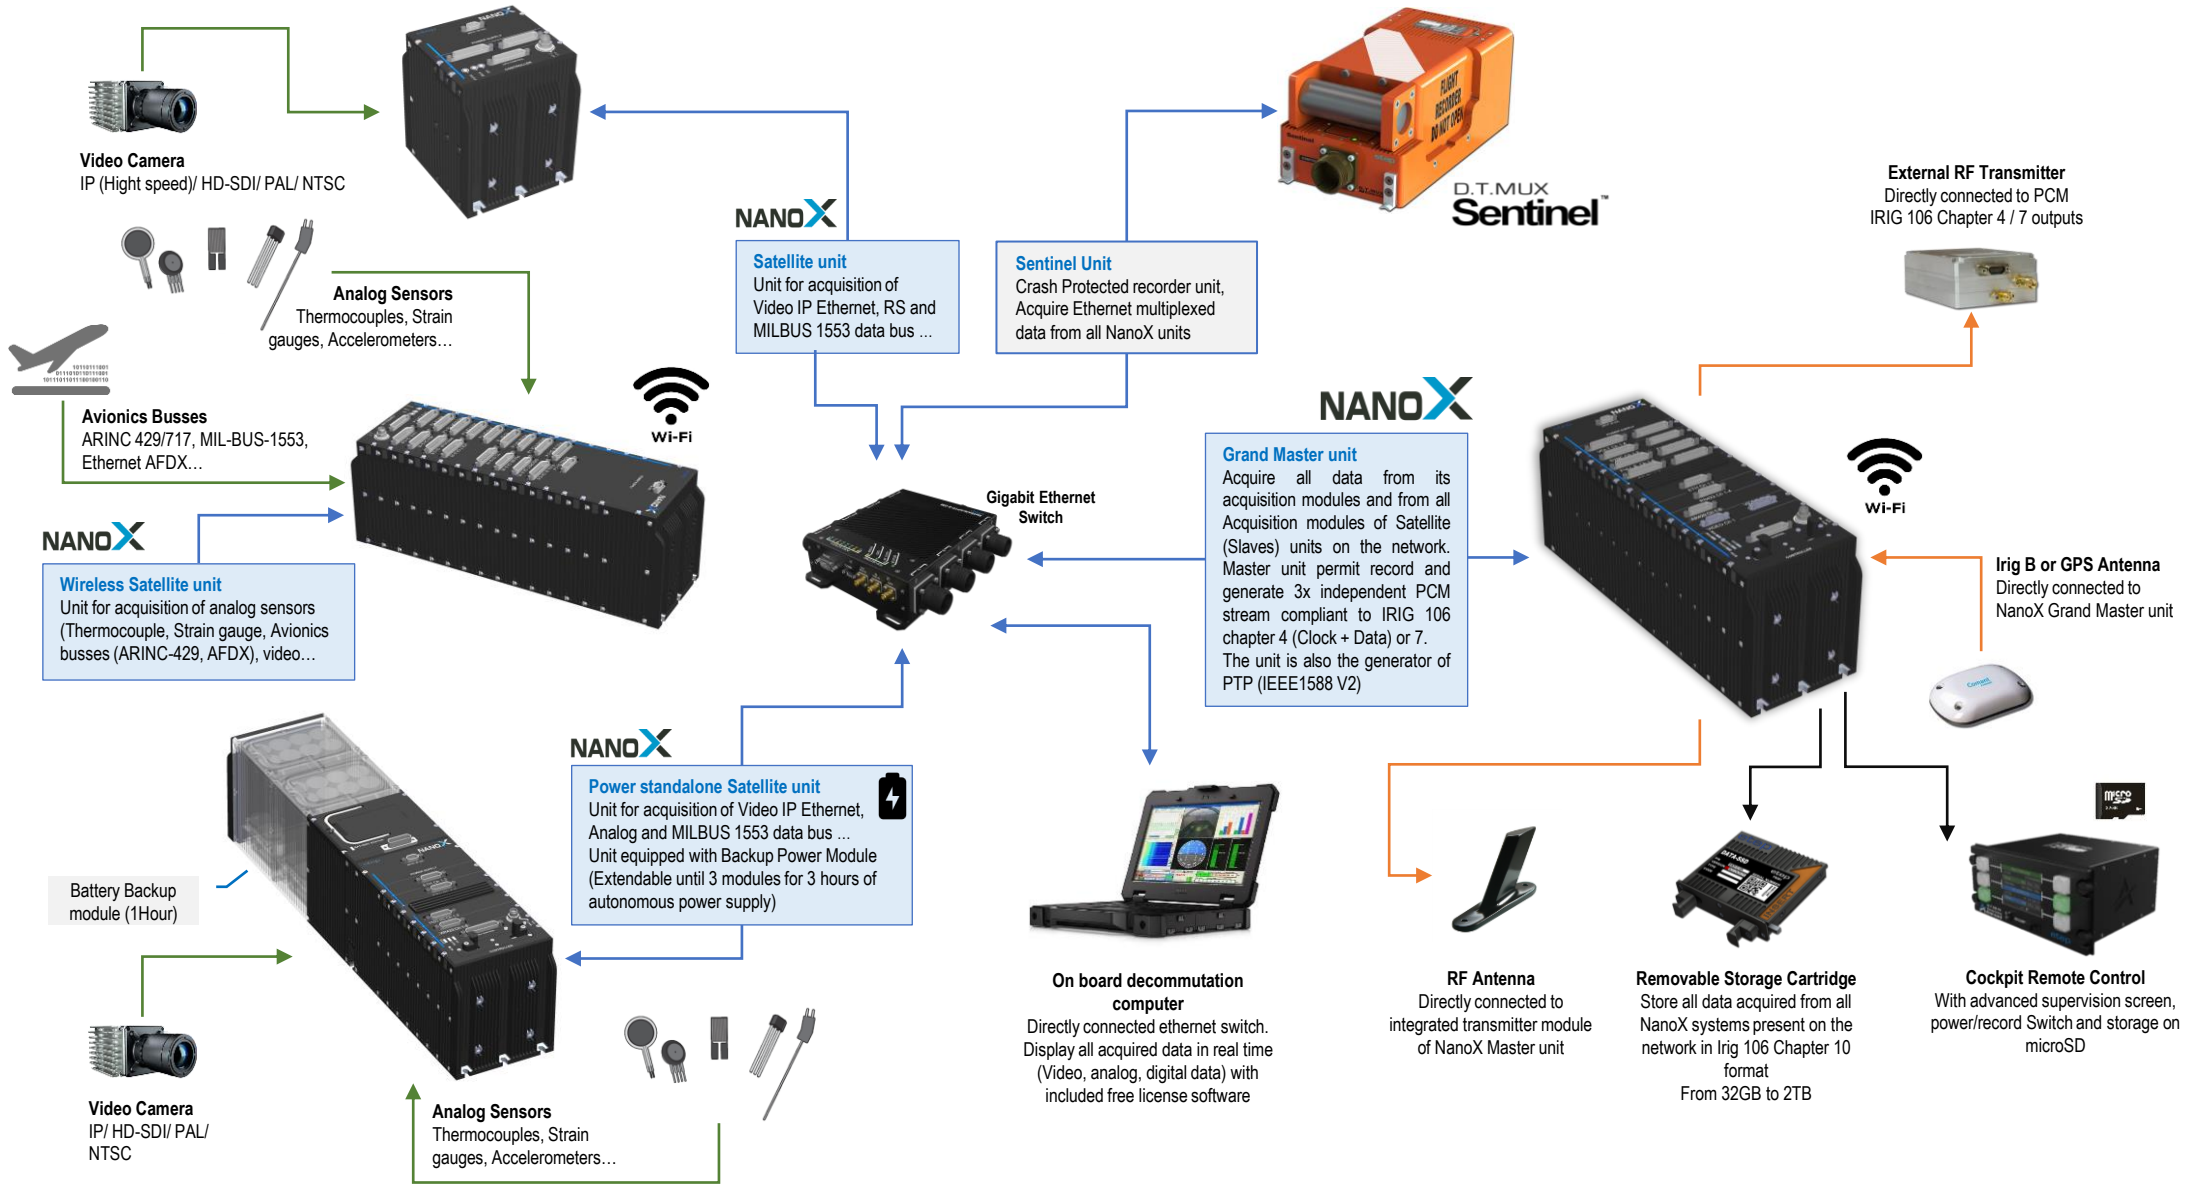 Video Camera
IP (Hight speed)/ HD-SDI/ PAL/ NTSC
NANOX
Satellite unit
Unit for acquisition of
Video IP Ethernet, RS and
MILBUS 1553 data bus ...
Sentinel Unit
Crash Protected recorder unit,
Acquire Ethernet multiplexed
data from all NanoX units
FLIGHT
RECORDER
DO NOT OPEN
Sentinel
D.T.MUX
Sentinel™
External RF Transmitter
Directly connected to PCM
IRIG 106 Chapter 4 / 7 outputs
Analog Sensors
Thermocouples, Strain
gauges, Accelerometers…
10110111001
0111010110111001
1011101101110010011
Avionics Busses
ARINC 429/717, MIL-BUS-1553,
Ethernet AFDX…
Wi-Fi
NANOX
Wireless Satellite unit
Unit for acquisition of analog sensors
(Thermocouple, Strain gauge, Avionics
busses (ARINC-429, AFDX), video…
Gigabit Ethernet
Switch
NANOX
Grand Master unit
Acquire all data from its
acquisition modules and from all
Acquisition modules of Satellite
(Slaves) units on the network.
Master unit permit record and
generate 3x independent PCM
stream compliant to IRIG 106
chapter 4 (Clock + Data) or 7.
The unit is also the generator of
PTP (IEEE1588 V2)
NANOX
Wi-Fi
Irig B or GPS Antenna
Directly connected to
NanoX Grand Master unit
NANOX
Power standalone Satellite unit
Unit for acquisition of Video IP Ethernet,
Analog and MILBUS 1553 data bus ...
Unit equipped with Backup Power Module
(Extendable until 3 modules for 3 hours of
autonomous power supply)
NANOX
Battery Backup
module (1Hour)
Video Camera
IP/ HD-SDI/ PAL/
NTSC
Analog Sensors
Thermocouples, Strain
gauges, Accelerometers…
On board decommutation
computer
Directly connected ethernet switch.
Display all acquired data in real time
(Video, analog, digital data) with
included free license software
RF Antenna
Directly connected to
integrated transmitter module
of NanoX Master unit
DATA-SSD
Removable Storage Cartridge
Store all data acquired from all
NanoX systems present on the
network in Irig 106 Chapter 10
format
From 32GB to 2TB
micro
Cockpit Remote Control
With advanced supervision screen,
power/record Switch and storage on
microSD